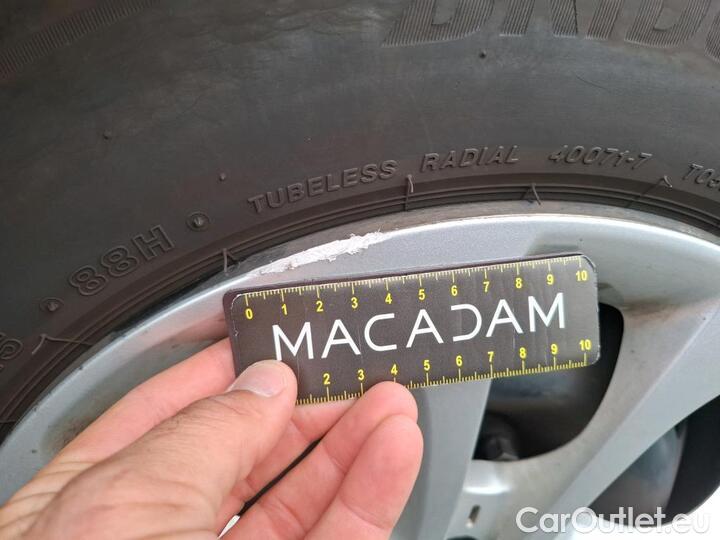 88H TUBELESS RADIAL 40071-7
0 1 2 3 4 5 6 7 8 9 10
MACADAM
2 3 4 5 6 7 8 9 10
CarOutlet.eu